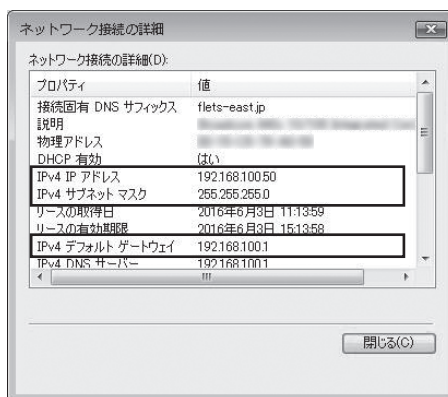 ネットワーク接続の詳細
ネットワーク接続の詳細(D):
プロパティ 値
接続固有 DNS サフィックス flets-east.jp
説明
物理アドレス
DHCP 有効 はい
IPv4 IP アドレス 192.168.100.50
IPv4 サブネット マスク 255.255.255.0
リースの取得日 2016年6月3日 11:13:59
リースの有効期限 2016年6月3日 15:13:58
IPv4 デフォルト ゲートウェイ 192.168.100.1
IPv4 DNS サーバー 192.168.100.1
閉じる(C)